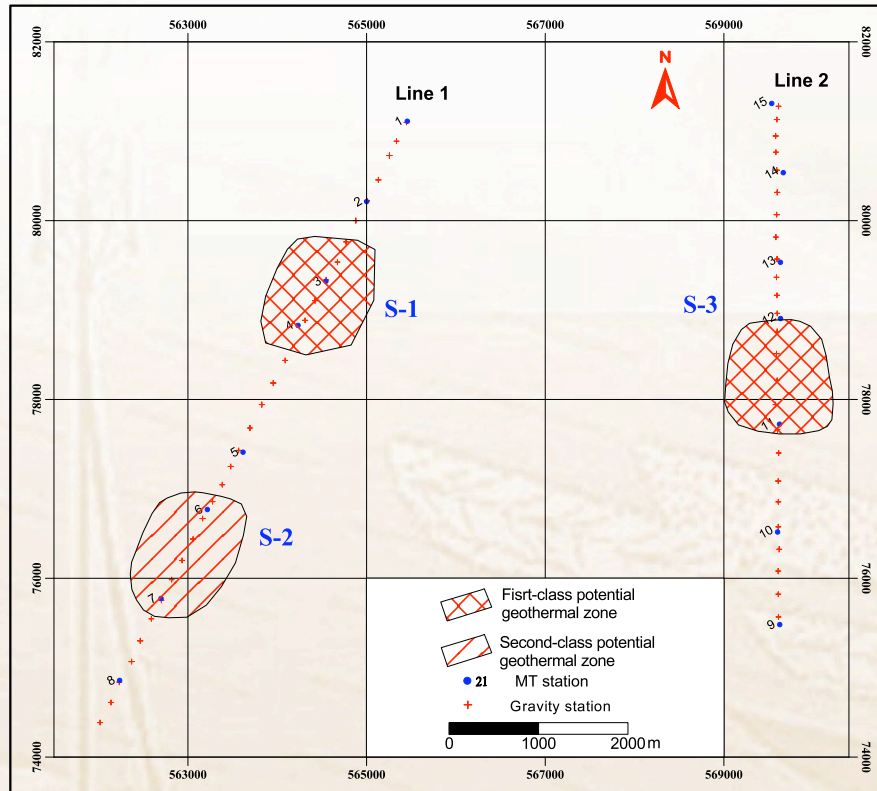 563000 565000 567000 569000
82000 82000
N
Line 1 Line 2
15
1
14
2
80000 80000
13
3
S-1 S-3
12
4
78000 78000
11
5
6
S-2
10
76000 76000
7
Fisrt-class potential
geothermal zone
9
Second-class potential
geothermal zone
8
21 MT station
Gravity station
0 1000 2000m
74000 74000
563000 565000 567000 569000